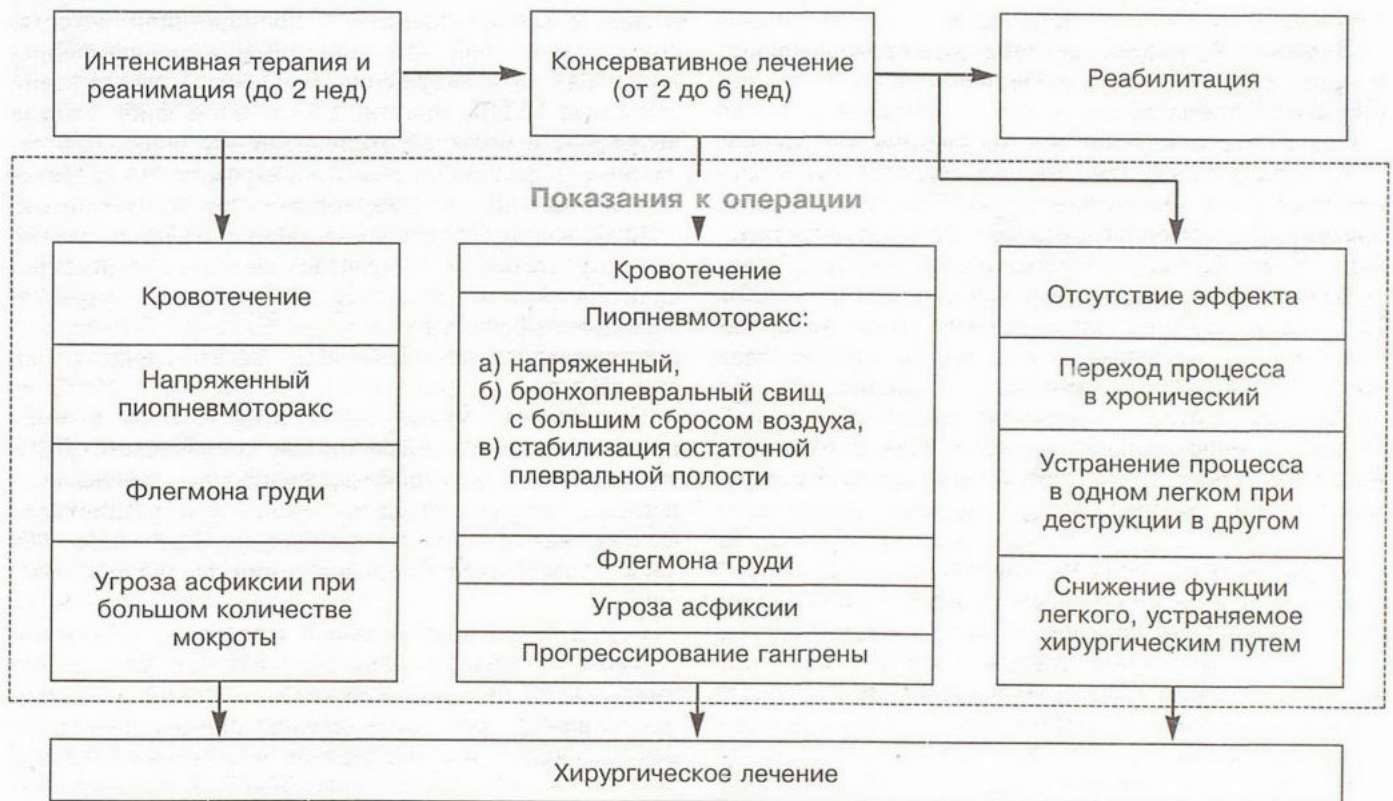 Интенсивная терапия и
реанимация (до 2 нед)
Консервативное лечение
(от 2 до 6 нед)
Реабилитация
Показания к операции
Кровотечение
Напряженный
пиопневмоторакс
Флегмона груди
Угроза асфиксии при
большом количестве
мокроты
Кровотечение
Пиопневмоторакс:
а) напряженный,
б) бронхоплевральный свищ
с большим сбросом воздуха,
в) стабилизация остаточной
плевральной полости
Флегмона груди
Угроза асфиксии
Прогрессирование гангрены
Отсутствие эффекта
Переход процесса
в хронический
Устранение процесса
в одном легком при
деструкции в другом
Снижение функции
легкого, устраняемое
хирургическим путем
Хирургическое лечение